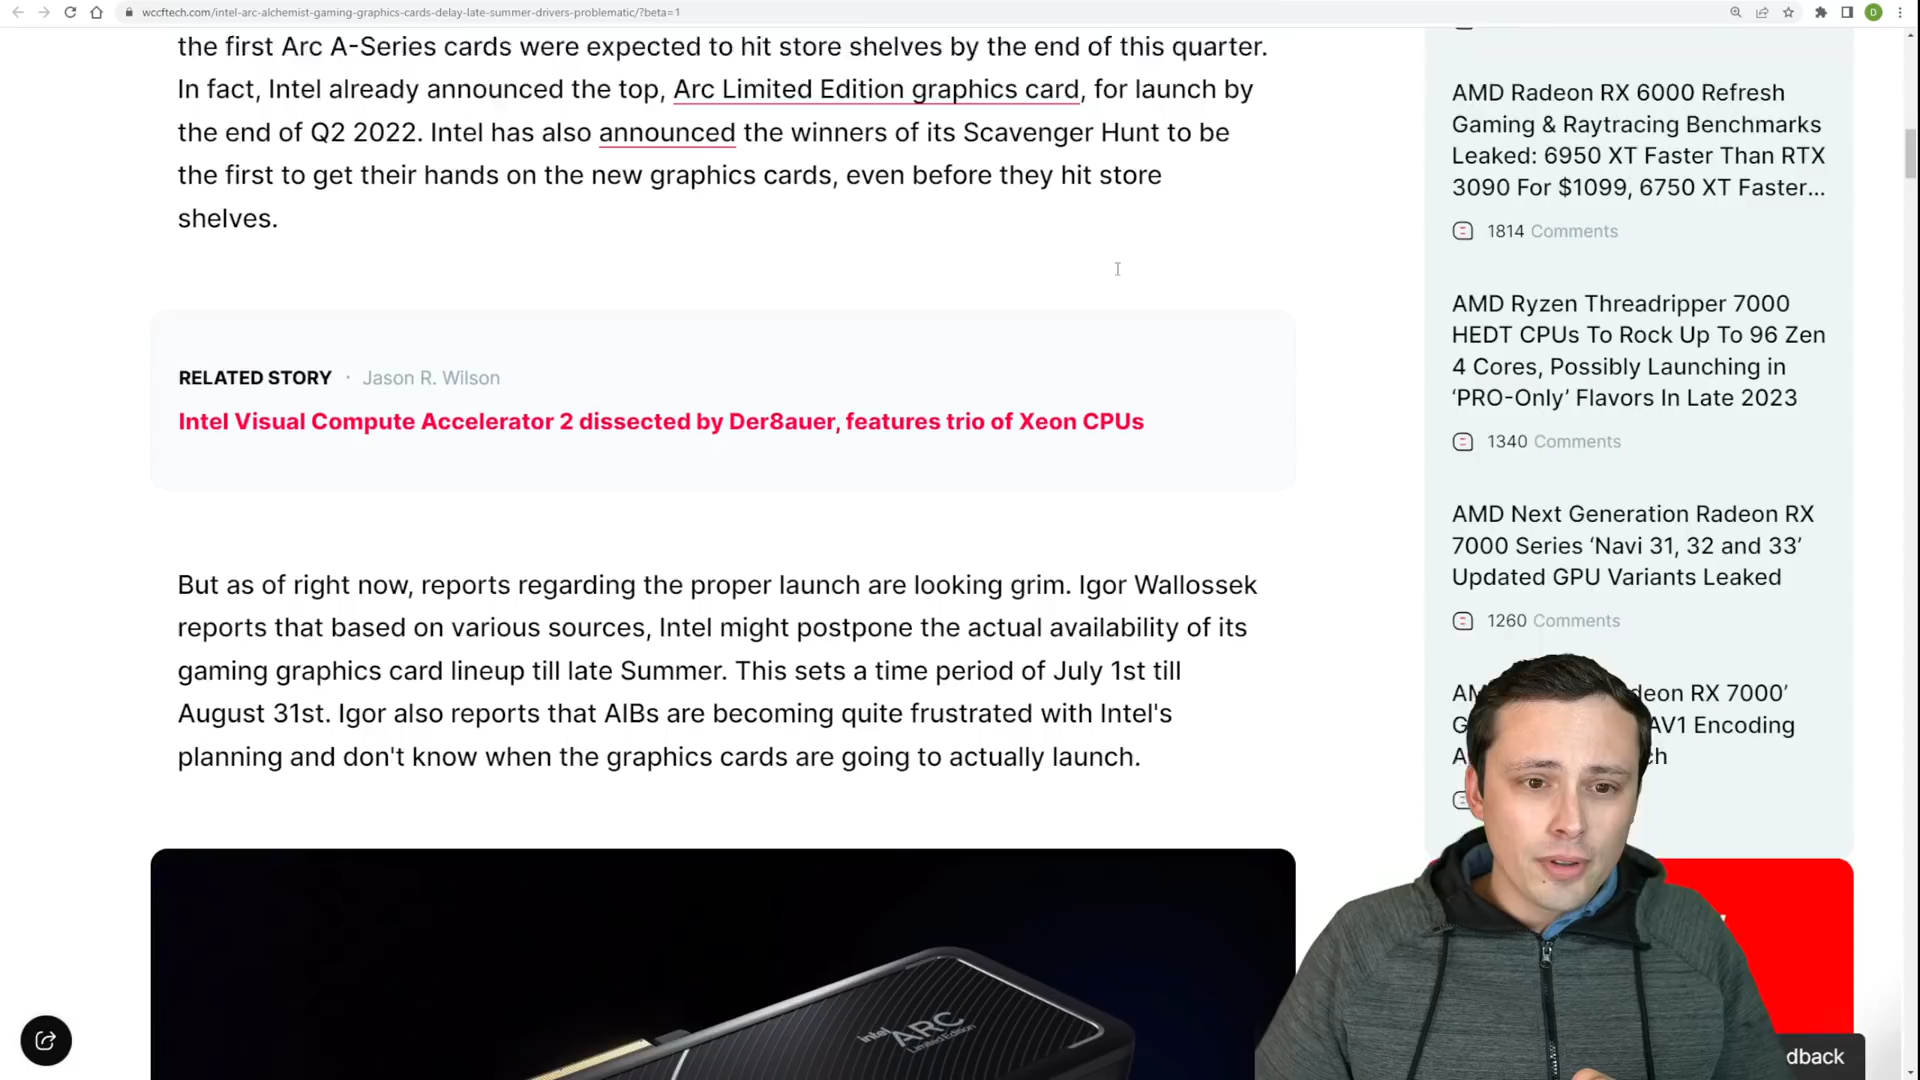 wccftech.com/intel-arc-alchemist-gaming-graphics-cards-delay-late-summer-drivers-problematic/?beta=1
D
the first Arc A-Series cards were expected to hit store shelves by the end of this quarter.
In fact, Intel already announced the top, Arc Limited Edition graphics card, for launch by
the end of Q2 2022. Intel has also announced the winners of its Scavenger Hunt to be
the first to get their hands on the new graphics cards, even before they hit store
shelves.
RELATED STORY · Jason R. Wilson
Intel Visual Compute Accelerator 2 dissected by Der8auer, features trio of Xeon CPUs
But as of right now, reports regarding the proper launch are looking grim. Igor Wallossek
reports that based on various sources, Intel might postpone the actual availability of its
gaming graphics card lineup till late Summer. This sets a time period of July 1st till
August 31st. Igor also reports that AIBs are becoming quite frustrated with Intel's
planning and don't know when the graphics cards are going to actually launch.
intel ARC
Limited Edition
AMD Radeon RX 6000 Refresh
Gaming & Raytracing Benchmarks
Leaked: 6950 XT Faster Than RTX
3090 For $1099, 6750 XT Faster...
1814 Comments
AMD Ryzen Threadripper 7000
HEDT CPUs To Rock Up To 96 Zen
4 Cores, Possibly Launching in
‘PRO-Only’ Flavors In Late 2023
1340 Comments
AMD Next Generation Radeon RX
7000 Series ‘Navi 31, 32 and 33’
Updated GPU Variants Leaked
1260 Comments
deon RX 7000’
AV1 Encoding
dback